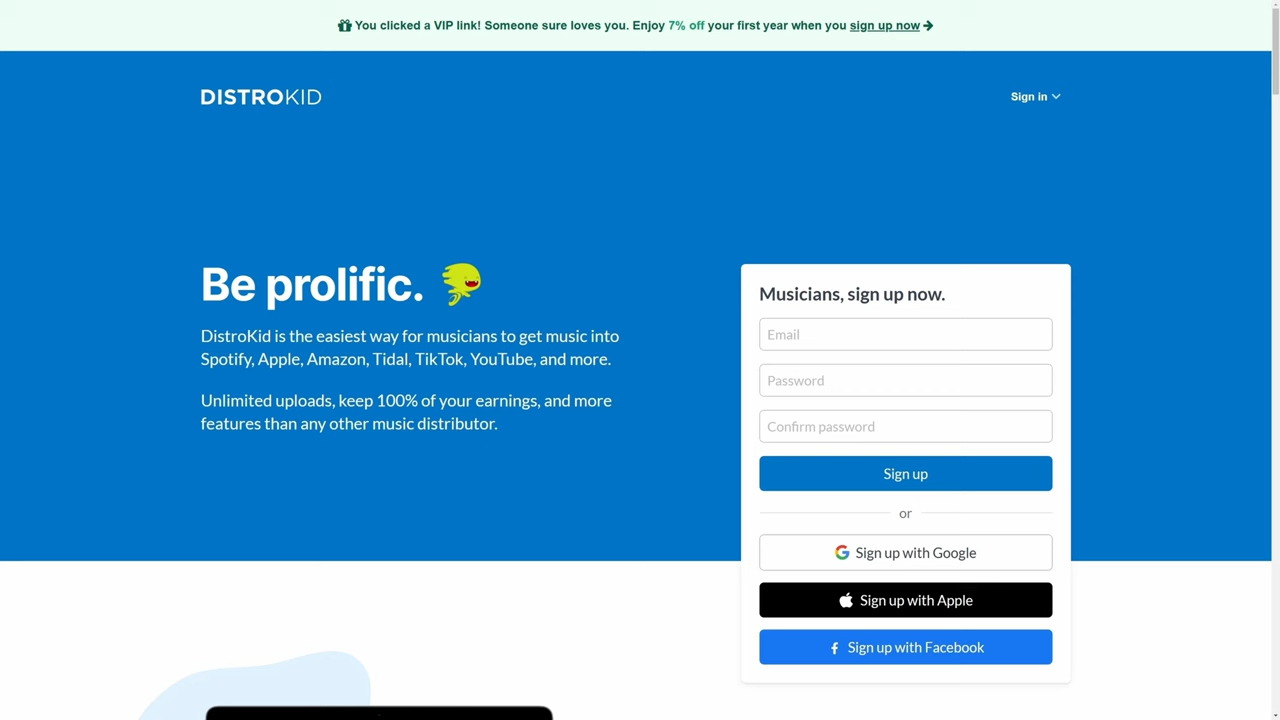 You clicked a VIP link! Someone sure loves you. Enjoy 7% off your first year when you sign up now
DISTROKID
Sign in
Be prolific.
DistroKid is the easiest way for musicians to get music into
Spotify, Apple, Amazon, Tidal, TikTok, YouTube, and more.
Unlimited uploads, keep 100% of your earnings, and more
features than any other music distributor.
Musicians, sign up now.
Email
Password
Confirm password
Sign up
or
Sign up with Google
Sign up with Apple
Sign up with Facebook